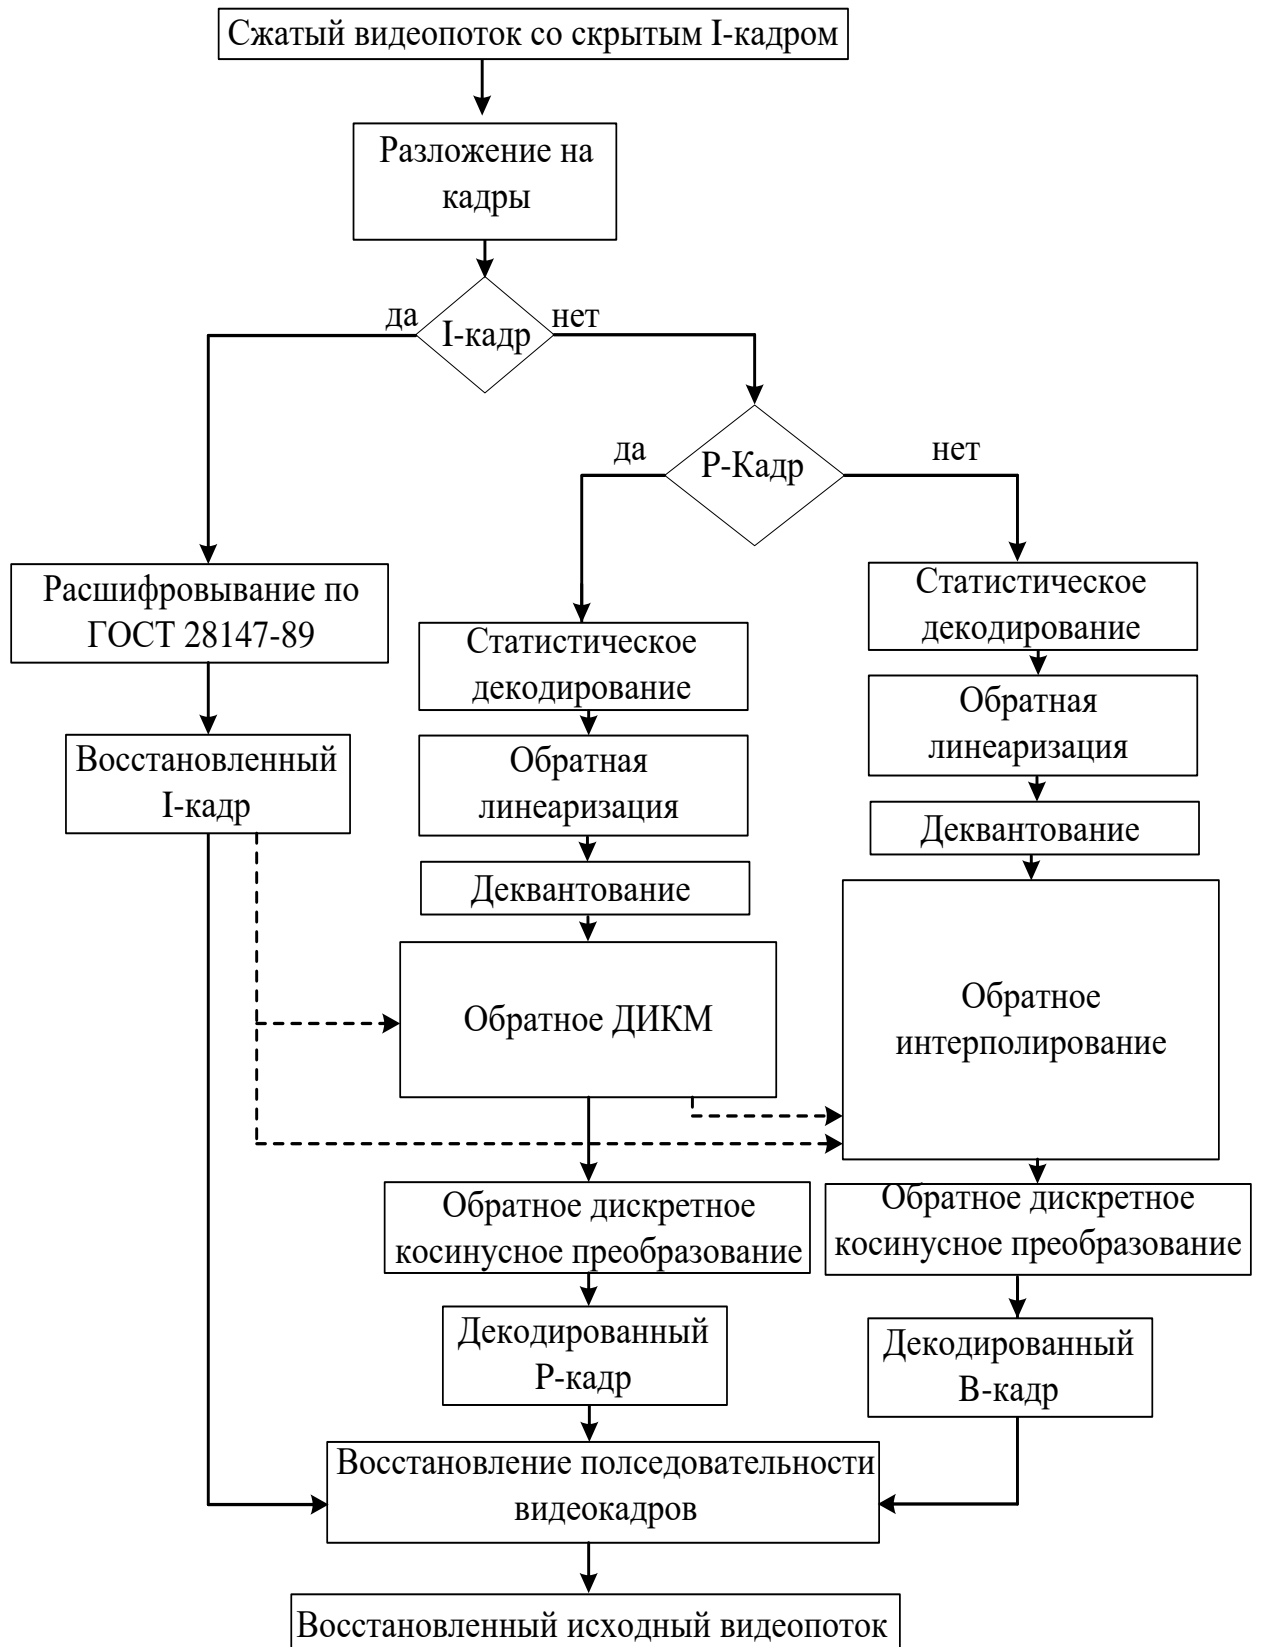 Сжатый видеопоток со скрытым I-кадром
Разложение на
кадры
да
I-кадр
нет
да
P-Кадр
нет
Расшифровывание по
ГОСТ 28147-89
Восстановленный
I-кадр
Статистическое
декодирование
Обратная
линеаризация
Деквантование
Обратное ДИКМ
Обратное дискретное
косинусное преобразование
Декодированный
P-кадр
Статистическое
декодирование
Обратная
линеаризация
Деквантование
Обратное
интерполирование
Обратное дискретное
косинусное преобразование
Декодированный
B-кадр
Восстановление полседовательности
видеокадров
Восстановленный исходный видеопоток